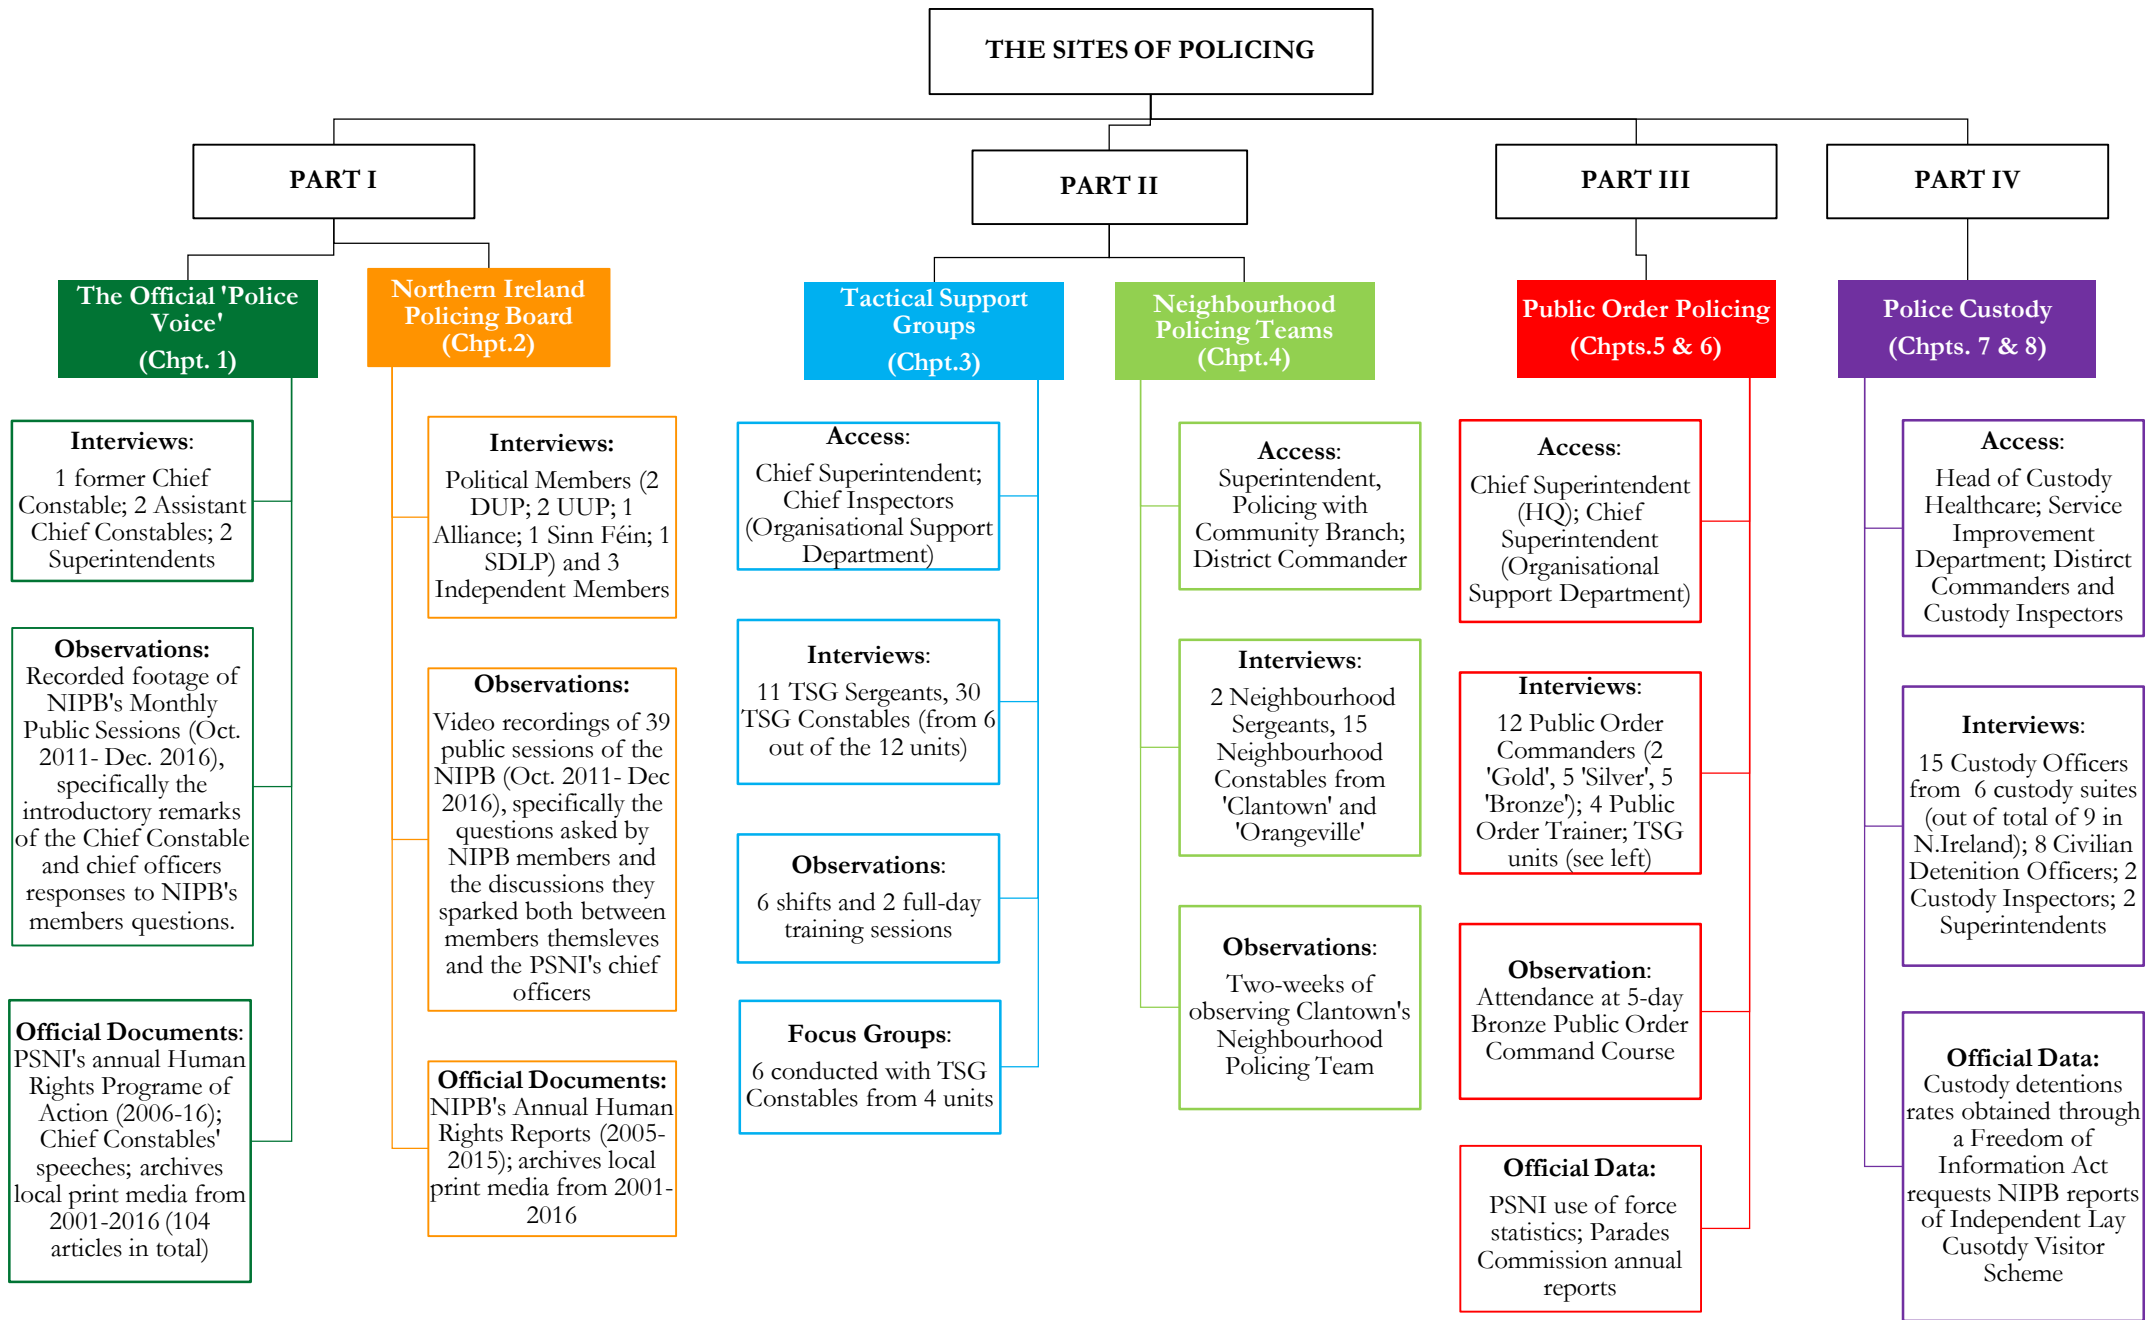 THE SITES OF POLICING
PART I
PART II
PART III
PART IV
The Official 'Police
Voice'
(Chpt. 1)
Interviews:
1 former Chief
Constable; 2 Assistant
Chief Constables; 2
Superintendents
Observations:
Recorded footage of
NIPB's Monthly
Public Sessions (Oct.
2011- Dec. 2016),
specifically the
introductory remarks
of the Chief Constable
and chief officers
responses to NIPB's
members questions.
Official Documents:
PSNI's annual Human
Rights Programe of
Action (2006-16);
Chief Constables'
speeches; archives
local print media from
2001-2016 (104
articles in total)
Northern Ireland
Policing Board
(Chpt.2)
Interviews:
Political Members (2
DUP; 2 UUP; 1
Alliance; 1 Sinn Féin; 1
SDLP) and 3
Independent Members
Observations:
Video recordings of 39
public sessions of the
NIPB (Oct. 2011- Dec
2016), specifically the
questions asked by
NIPB members and
the discussions they
sparked both between
members themsleves
and the PSNI's chief
officers
Official Documents:
NIPB's Annual Human
Rights Reports (2005-
2015); archives local
print media from 2001-
2016
Tactical Support
Groups
(Chpt.3)
Access:
Chief Superintendent;
Chief Inspectors
(Organisational Support
Department)
Interviews:
11 TSG Sergeants, 30
TSG Constables (from 6
out of the 12 units)
Observations:
6 shifts and 2 full-day
training sessions
Focus Groups:
6 conducted with TSG
Constables from 4 units
Neighbourhood
Policing Teams
(Chpt.4)
Access:
Superintendent,
Policing with
Community Branch;
District Commander
Interviews:
2 Neighbourhood
Sergeants, 15
Neighbourhood
Constables from
'Clantown' and
'Orangeville'
Observations:
Two-weeks of
observing Clantown's
Neighbourhood
Policing Team
Public Order Policing
(Chpts.5 & 6)
Access:
Chief Superintendent
(HQ); Chief
Superintendent
(Organisational
Support Department)
Interviews:
12 Public Order
Commanders (2
'Gold', 5 'Silver', 5
'Bronze'); 4 Public
Order Trainer; TSG
units (see left)
Observation:
Attendance at 5-day
Bronze Public Order
Command Course
Official Data:
PSNI use of force
statistics; Parades
Commission annual
reports
Police Custody
(Chpts. 7 & 8)
Access:
Head of Custody
Healthcare; Service
Improvement
Department; Distirct
Commanders and
Custody Inspectors
Interviews:
15 Custody Officers
from 6 custody suites
(out of total of 9 in
N.Ireland); 8 Civilian
Detenition Officers; 2
Custody Inspectors; 2
Superintendents
Official Data:
Custody detentions
rates obtained through
a Freedom of
Information Act
requests NIPB reports
of Independent Lay
Cusotdy Visitor
Scheme